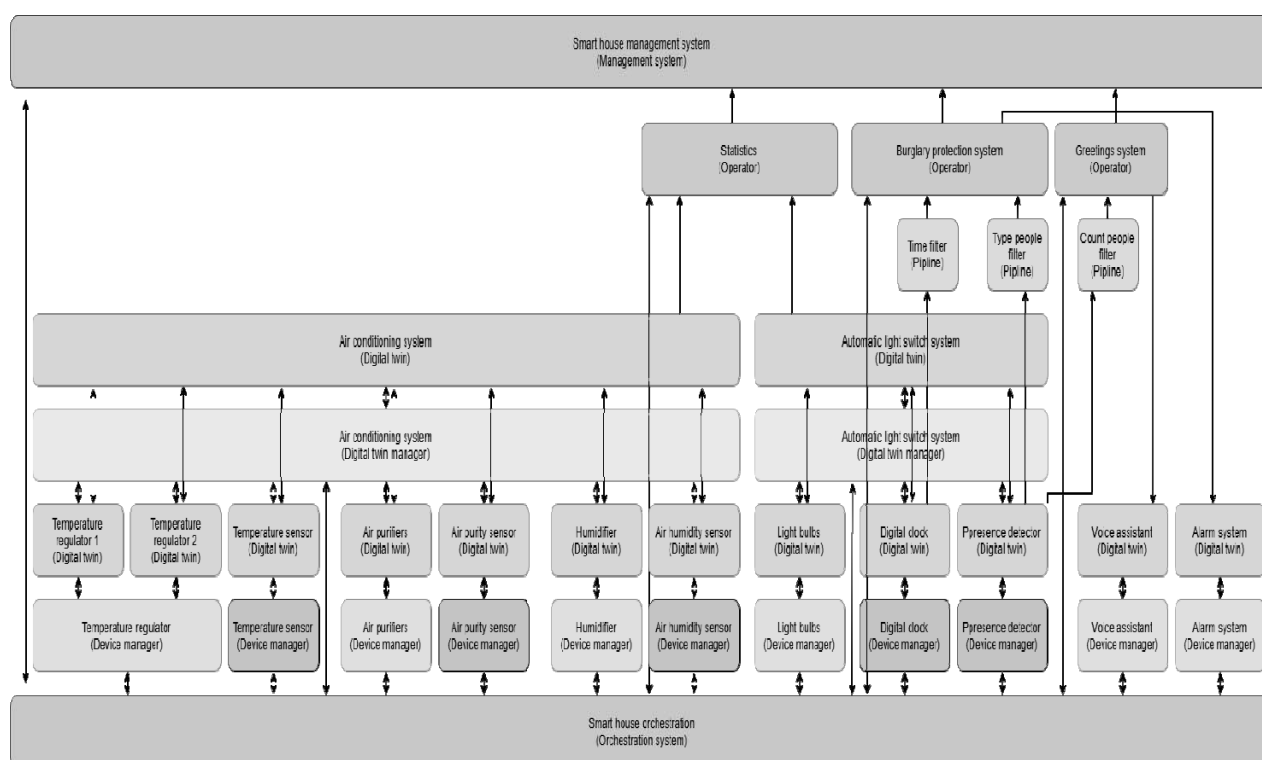 Smart house management system
(Management system)
Statistics
(Operator)
Burglary protection system
(Operator)
Greetings system
(Operator)
Time filter
(Pipline)
Type people
filter
(Pipline)
Count people
filter
(Pipline)
Air conditioning system
(Digital twin)
Automatic light switch system
(Digital twin)
Air conditioning system
(Digital twin manager)
Automatic light switch system
(Digital twin manager)
Temperature
regulator 1
(Digital twin)
Temperature
regulator 2
(Digital twin)
Temperature sensor
(Digital twin)
Air purifiers
(Digital twin)
Air purity sensor
(Digital twin)
Humidifier
(Digital twin)
Air humidity sensor
(Digital twin)
Light bulbs
(Digital twin)
Digital clock
(Digital twin)
Ppresence detector
(Digital twin)
Voice assistant
(Digital twin)
Alarm system
(Digital twin)
Temperature regulator
(Device manager)
Temperature sensor
(Device manager)
Air purifiers
(Device manager)
Air purity sensor
(Device manager)
Humidifier
(Device manager)
Air humidity sensor
(Device manager)
Light bulbs
(Device manager)
Digital clock
(Device manager)
Ppresence detector
(Device manager)
Voice assistant
(Device manager)
Alarm system
(Device manager)
Smart house orchestration
(Orchestration system)